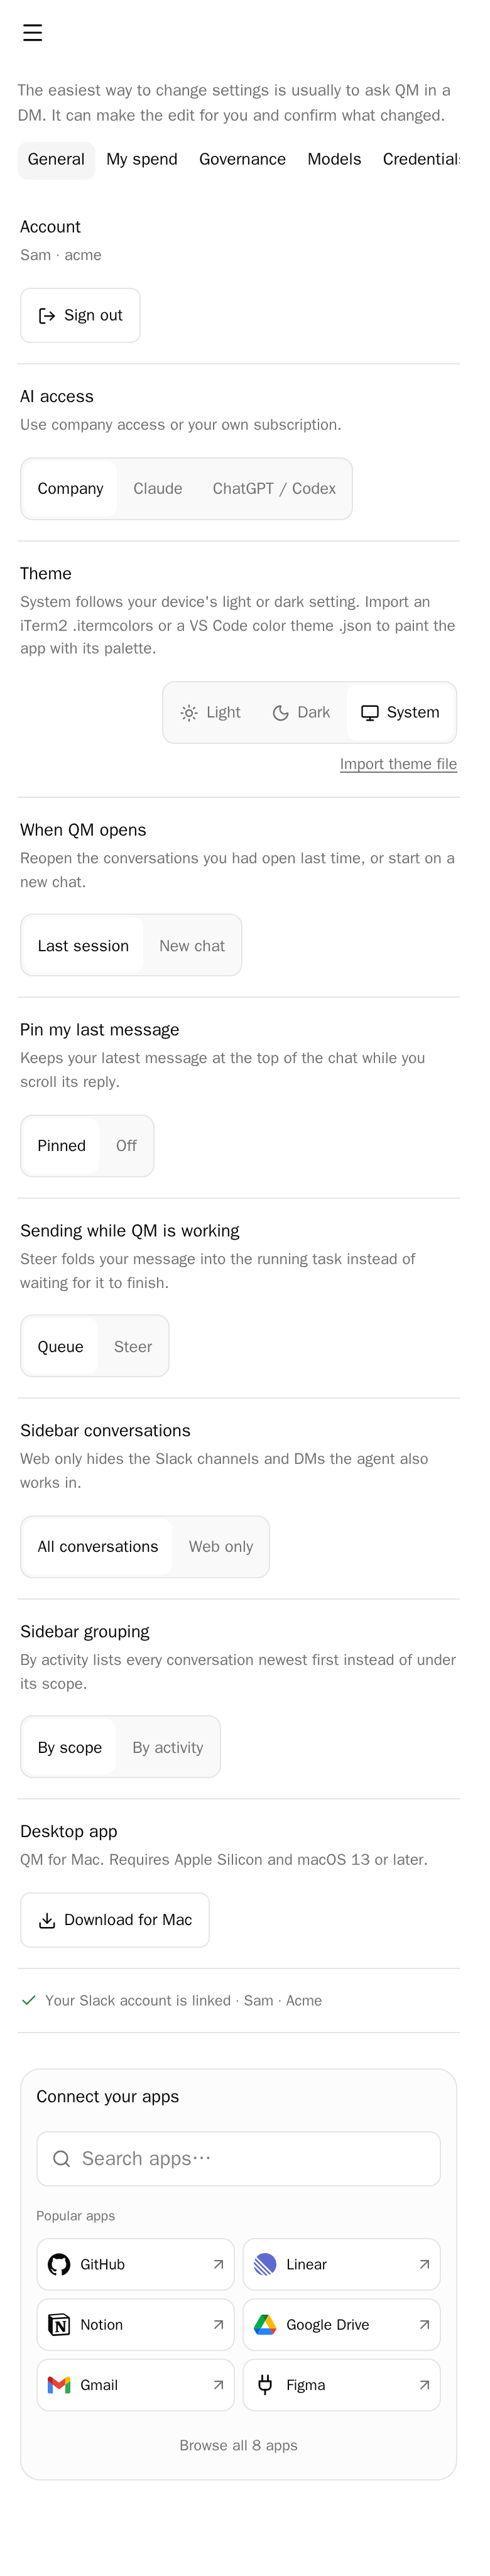 The easiest way to change settings is usually to ask QM in a
DM. It can make the edit for you and confirm what changed.
General My spend Governance Models Credentials
Account
Sam · acme
Sign out
AI access
Use company access or your own subscription.
Company Claude ChatGPT / Codex
Theme
System follows your device's light or dark setting. Import an
iTerm2 .itermcolors or a VS Code color theme .json to paint the
app with its palette.
Light Dark System
Import theme file
When QM opens
Reopen the conversations you had open last time, or start on a
new chat.
Last session New chat
Pin my last message
Keeps your latest message at the top of the chat while you
scroll its reply.
Pinned Off
Sending while QM is working
Steer folds your message into the running task instead of
waiting for it to finish.
Queue Steer
Sidebar conversations
Web only hides the Slack channels and DMs the agent also
works in.
All conversations Web only
Sidebar grouping
By activity lists every conversation newest first instead of under
its scope.
By scope By activity
Desktop app
QM for Mac. Requires Apple Silicon and macOS 13 or later.
Download for Mac
Your Slack account is linked · Sam · Acme
Connect your apps
Search apps···
Popular apps
GitHub Linear
Notion Google Drive
Gmail Figma
Browse all 8 apps